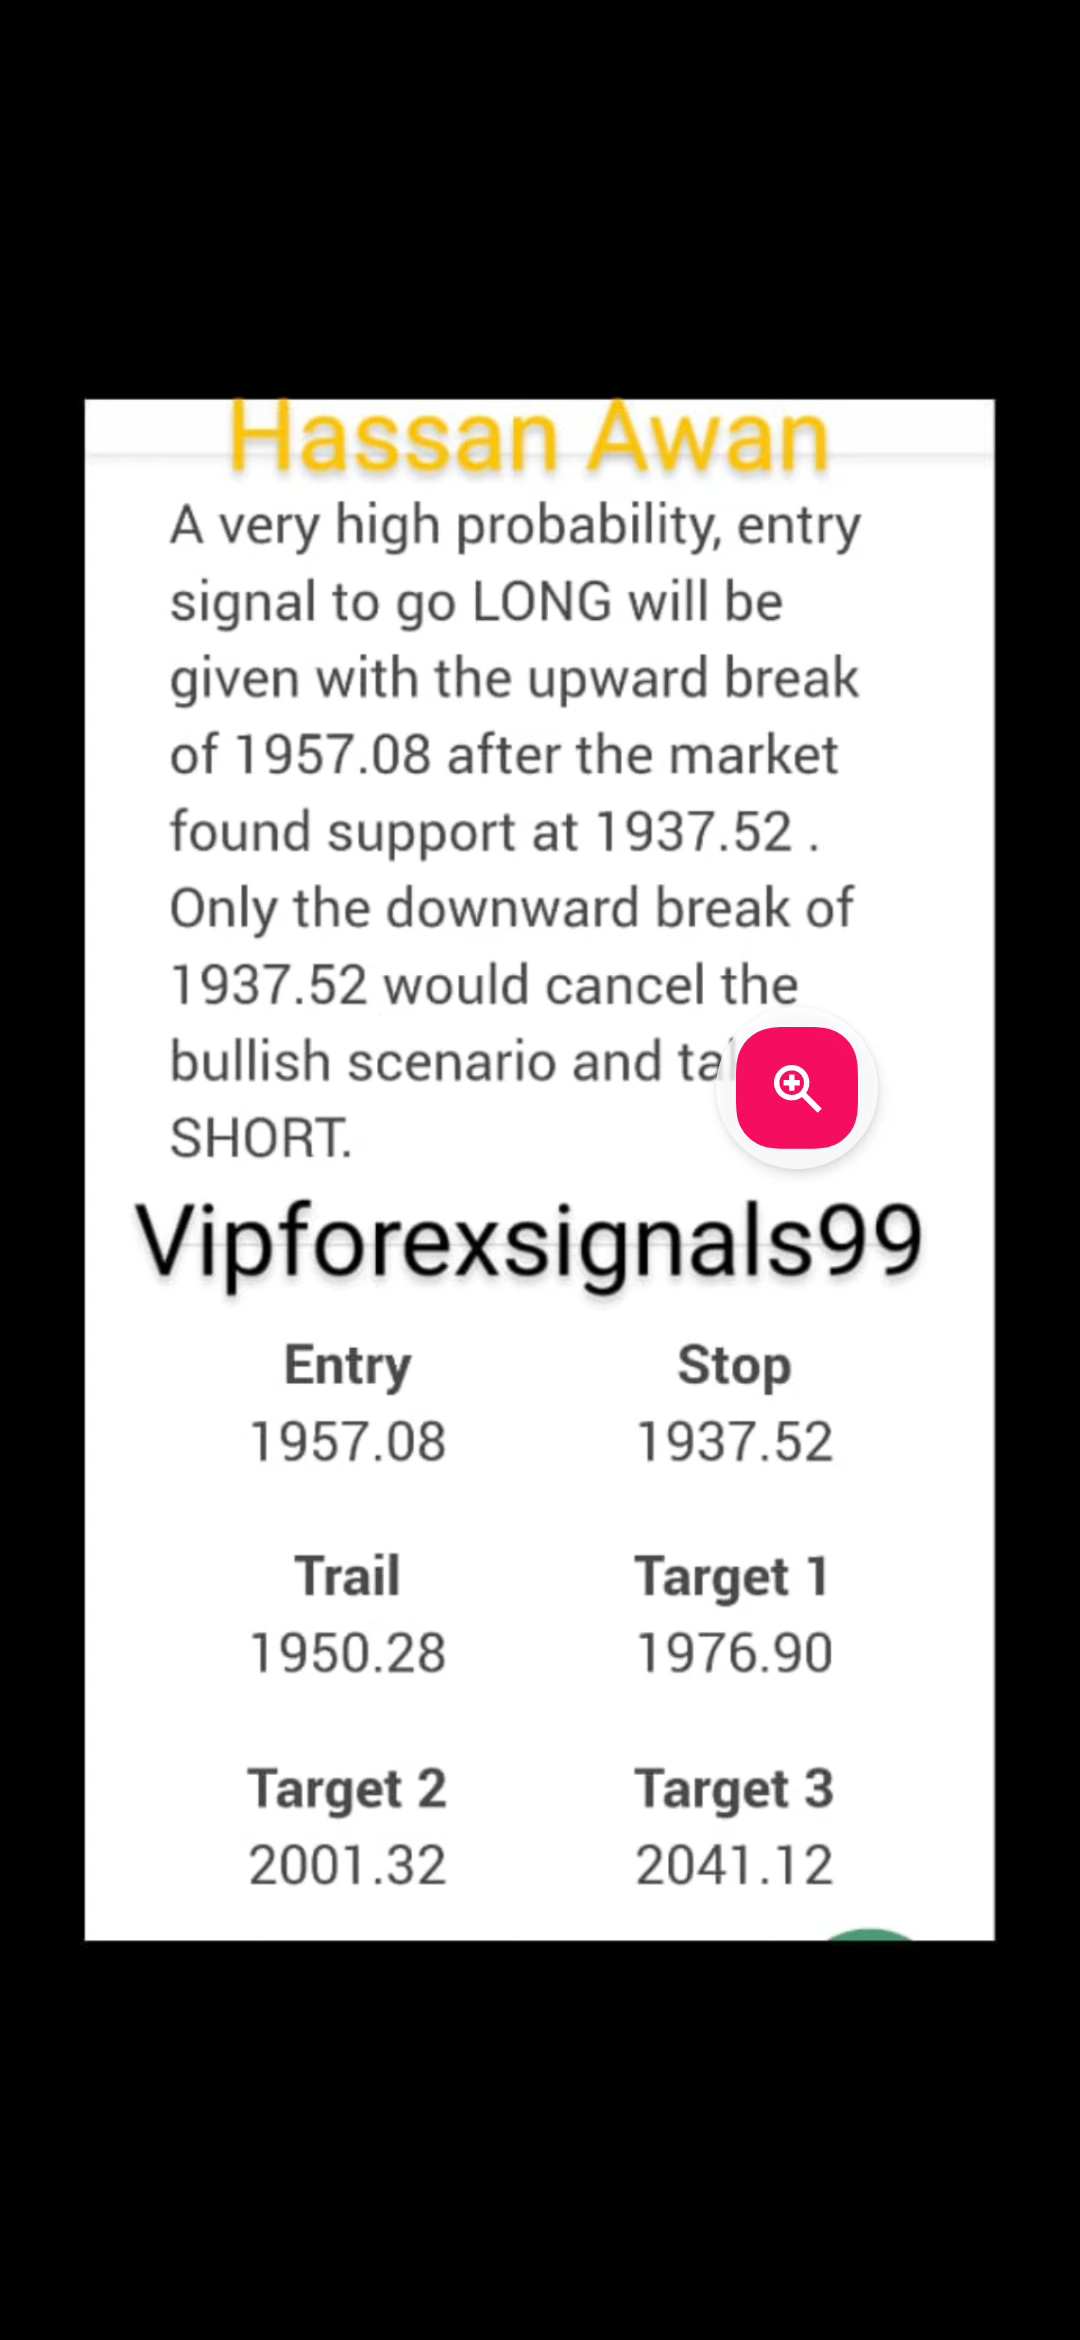 Hassan Awan
A very high probability, entry
signal to go LONG will be
given with the upward break
of 1957.08 after the market
found support at 1937.52 .
Only the downward break of
1937.52 would cancel the
bullish scenario and
SHORT.
Vipforexsignals99
Entry Stop
1957.08 1937.52
Trail Target 1
1950.28 1976.90
Target 2 Target 3
2001.32 2041.12